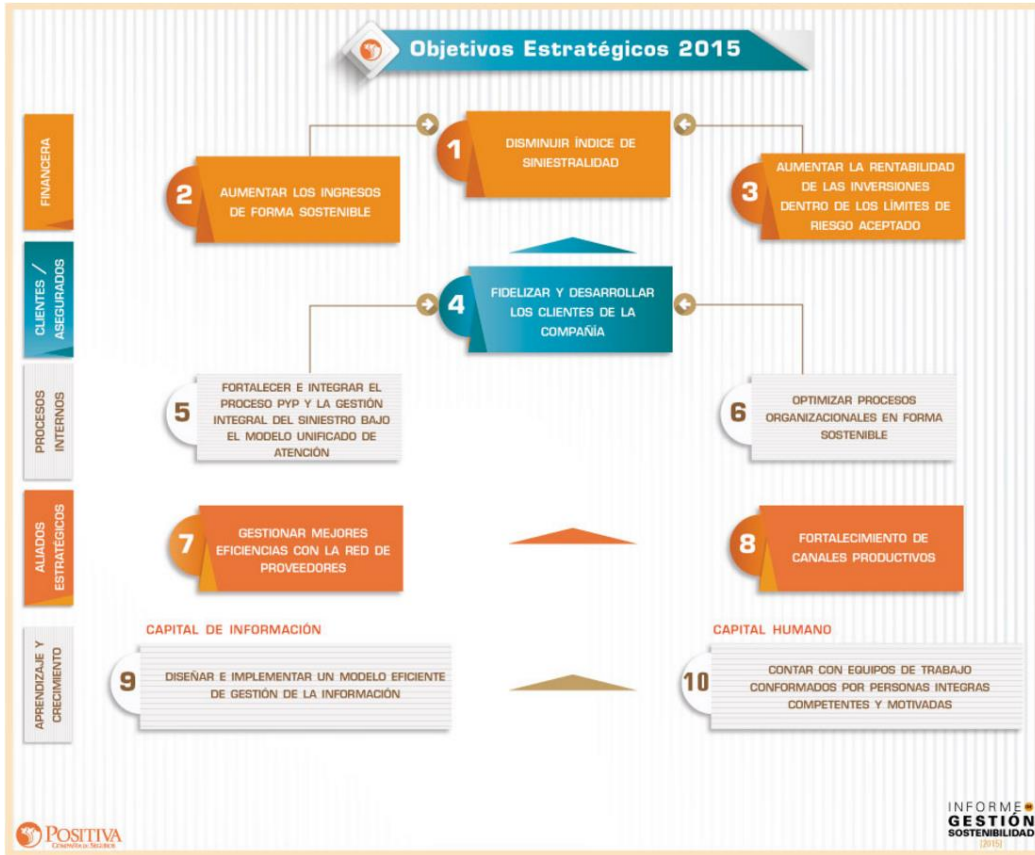 Objetivos Estratégicos 2015
FINANCERA
1
DISMINUIR ÍNDICE DE
SINIESTRALIDAD
2
AUMENTAR LOS INGRESOS
DE FORMA SOSTENIBLE
3
AUMENTAR LA RENTABILIDAD
DE LAS INVERSIONES
DENTRO DE LOS LÍMITES DE
RIESGO ACEPTADO
CLIENTES /
ASEGURADOS
4
FIDELIZAR Y DESARROLLAR
LOS CLIENTES DE LA
COMPAÑÍA
PROCESOS
INTERNOS
5
FORTALECER E INTEGRAR EL
PROCESO PYP Y LA GESTIÓN
INTEGRAL DEL SINIESTRO BAJO
EL MODELO UNIFICADO DE
ATENCIÓN
6
OPTIMIZAR PROCESOS
ORGANIZACIONALES EN FORMA
SOSTENIBLE
ALIADOS
ESTRATÉGICOS
7
GESTIONAR MEJORES
EFICIENCIAS CON LA RED DE
PROVEEDORES
8
FORTALECIMIENTO DE
CANALES PRODUCTIVOS
APRENDIZAJE Y
CRECIMIENTO
CAPITAL DE INFORMACIÓN
9
DISEÑAR E IMPLEMENTAR UN MODELO EFICIENTE
DE GESTIÓN DE LA INFORMACIÓN
CAPITAL HUMANO
10
CONTAR CON EQUIPOS DE TRABAJO
CONFORMADOS POR PERSONAS INTEGRAS
COMPETENTES Y MOTIVADAS
POSITIVA
COMPAÑÍA DE SEGUROS
INFORME
GESTIÓN
SOSTENIBILIDAD
[2015]